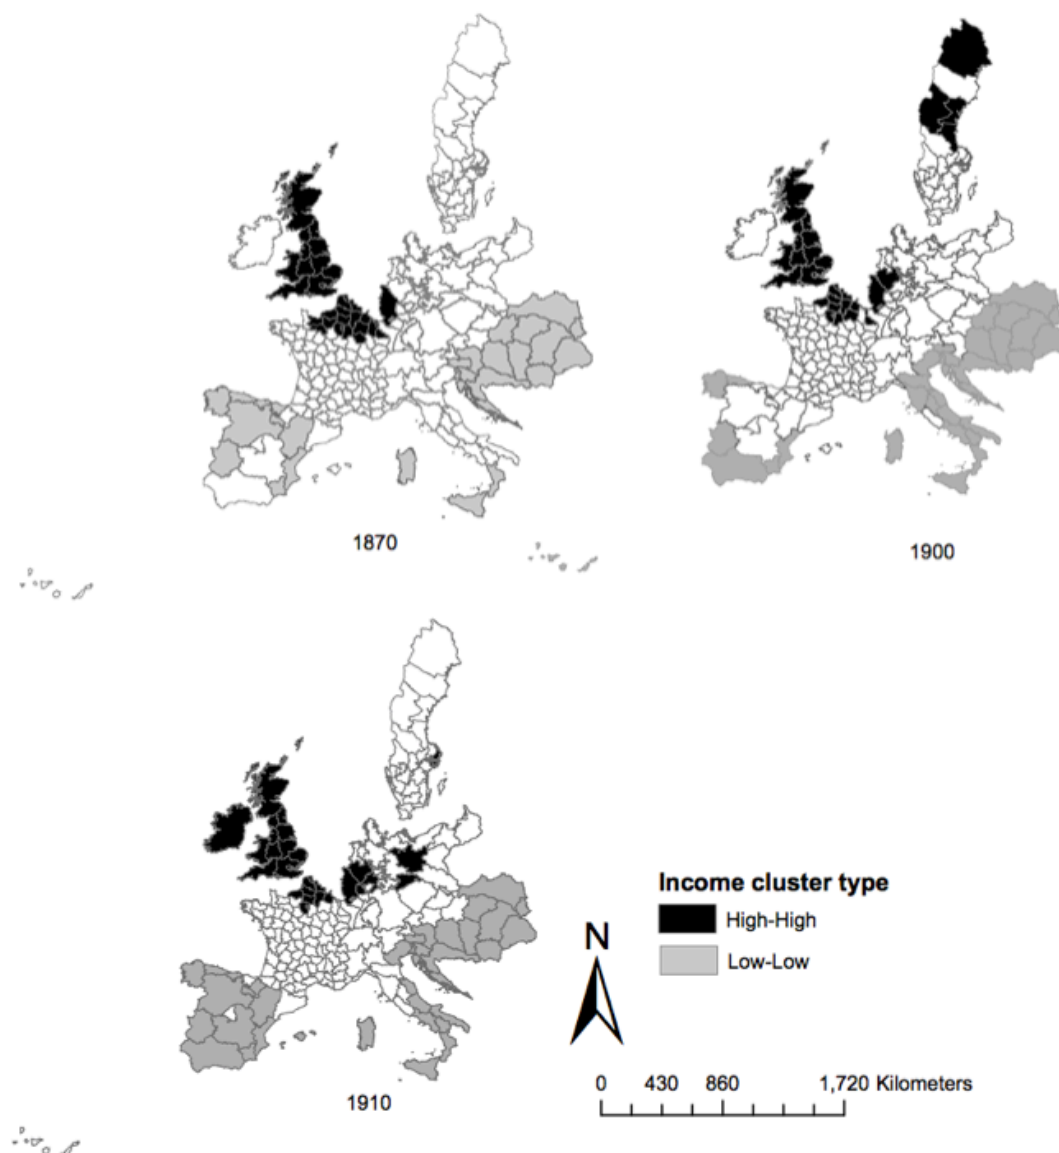 1870
1900
Income cluster type
High-High
Low-Low
N
0 430 860 1,720 Kilometers
1910